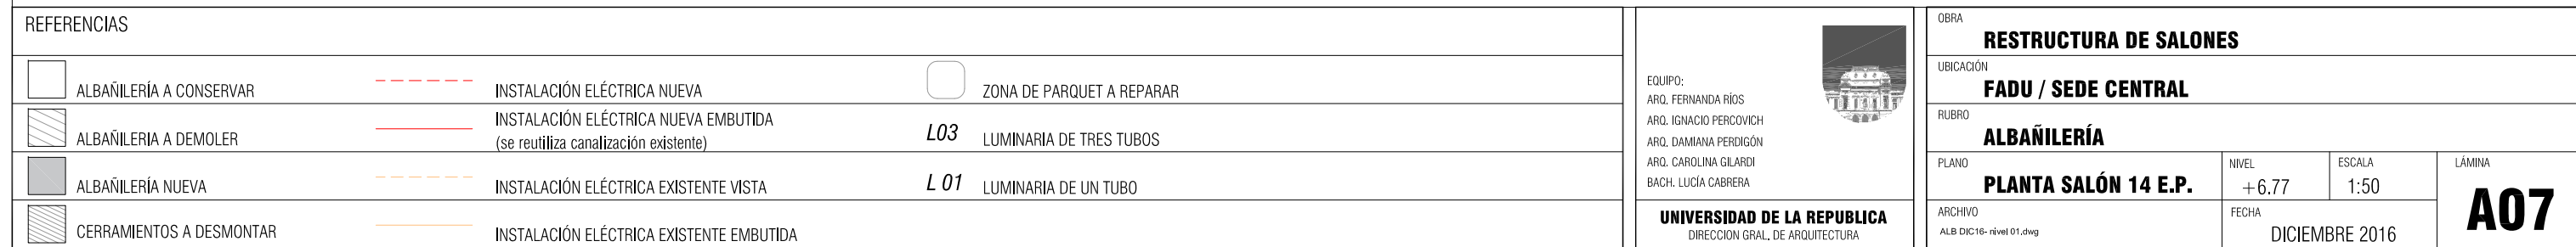 REFERENCIAS
ALBAÑILERÍA A CONSERVAR
ALBAÑILERIA A DEMOLER
ALBAÑILERÍA NUEVA
CERRAMIENTOS A DESMONTAR
INSTALACIÓN ELÉCTRICA NUEVA
INSTALACIÓN ELÉCTRICA NUEVA EMBUTIDA
(se reutiliza canalización existente)
INSTALACIÓN ELÉCTRICA EXISTENTE VISTA
INSTALACIÓN ELÉCTRICA EXISTENTE EMBUTIDA
ZONA DE PARQUET A REPARAR
L03 LUMINARIA DE TRES TUBOS
L 01 LUMINARIA DE UN TUBO
EQUIPO:
ARQ. FERNANDA RÍOS
ARQ. IGNACIO PERCOVICH
ARQ. DAMIANA PERDIGÓN
ARQ. CAROLINA GILARDI
BACH. LUCÍA CABRERA
UNIVERSIDAD DE LA REPUBLICA
DIRECCION GRAL. DE ARQUITECTURA
OBRA
RESTRUCTURA DE SALONES
UBICACIÓN
FADU / SEDE CENTRAL
RUBRO
ALBAÑILERÍA
PLANO
PLANTA SALÓN 14 E.P.
NIVEL
+6.77
ESCALA
1:50
LÁMINA
A07
ARCHIVO
ALB DIC16- nivel 01.dwg
FECHA
DICIEMBRE 2016